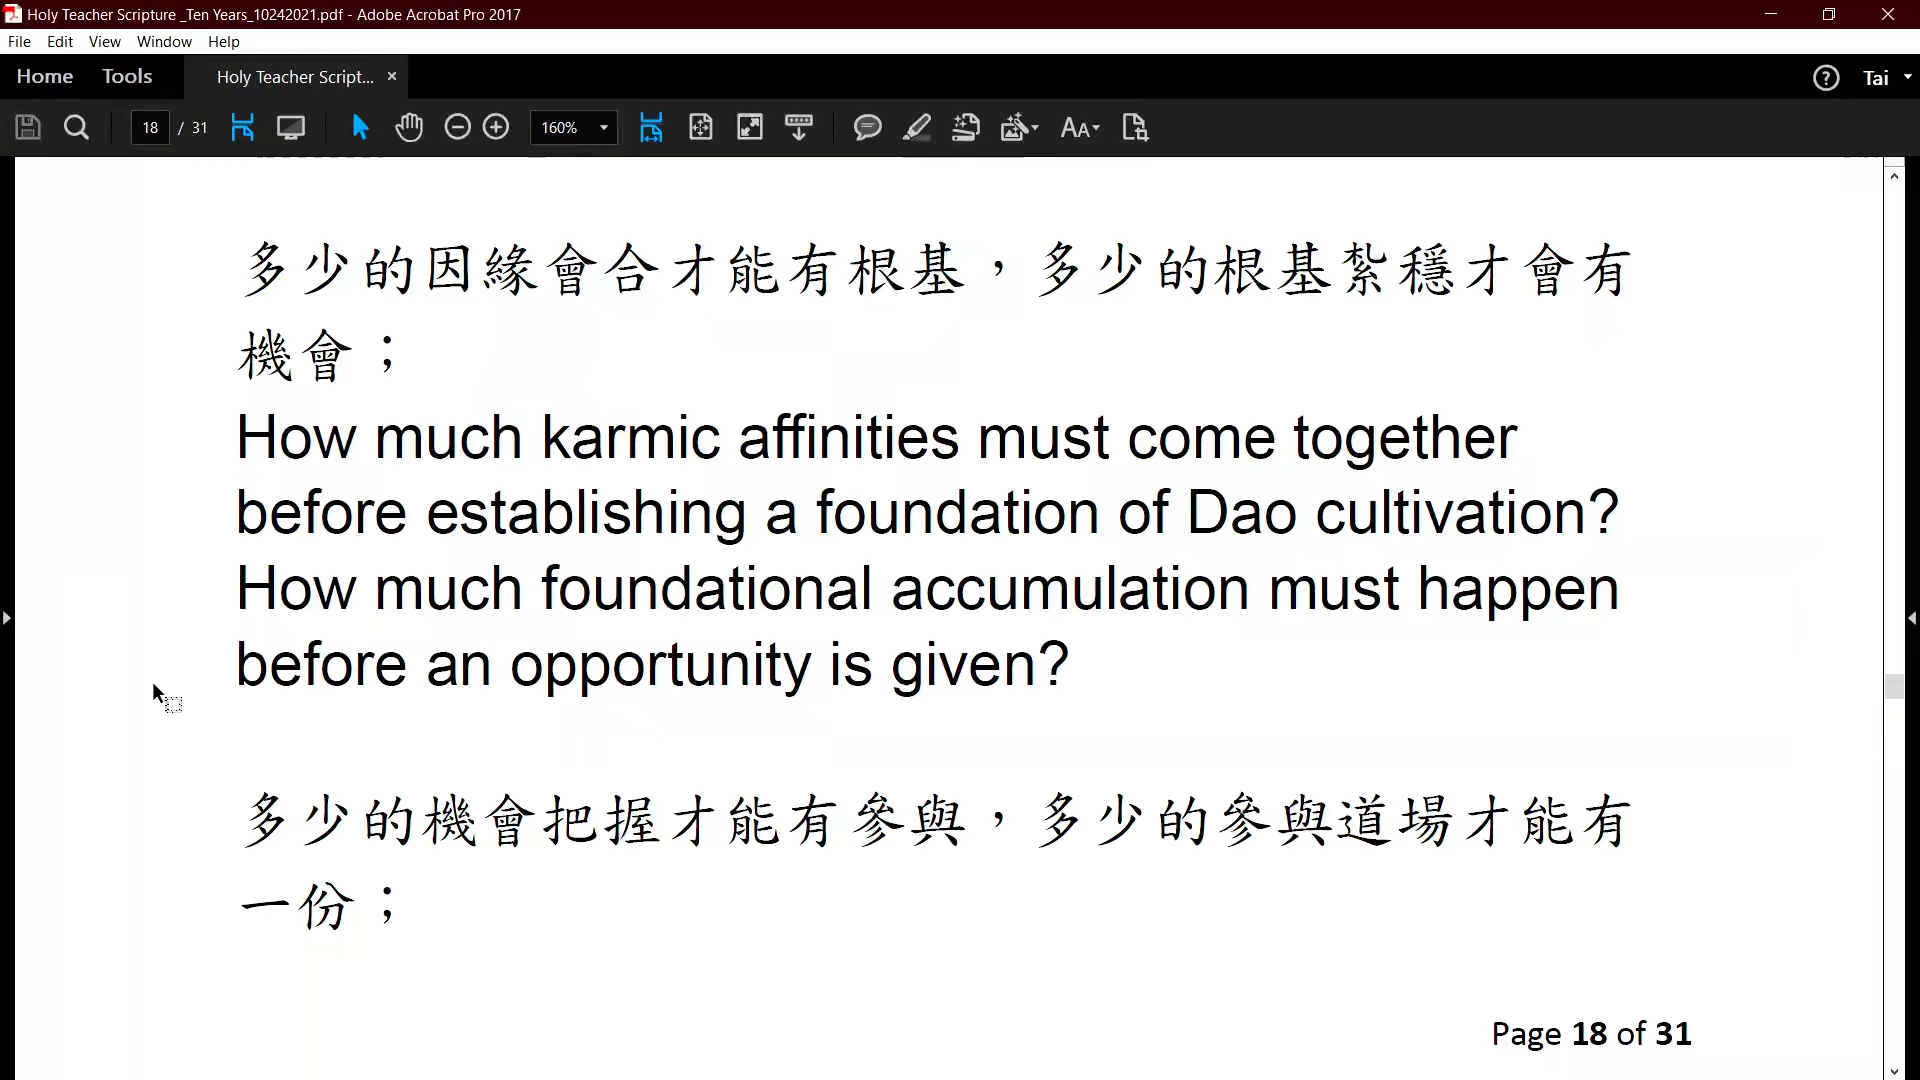 Holy Teacher Scripture _Ten Years_10242021.pdf - Adobe Acrobat Pro 2017
File Edit View Window Help
Home Tools Holy Teacher Script... × Tai
18 / 31 160%
多少的因緣會合才能有根基，多少的根基紮穩才會有
機會；
How much karmic affinities must come together
before establishing a foundation of Dao cultivation?
How much foundational accumulation must happen
before an opportunity is given?
多少的機會把握才能有參與，多少的參與道場才能有
一份；
Page 18 of 31